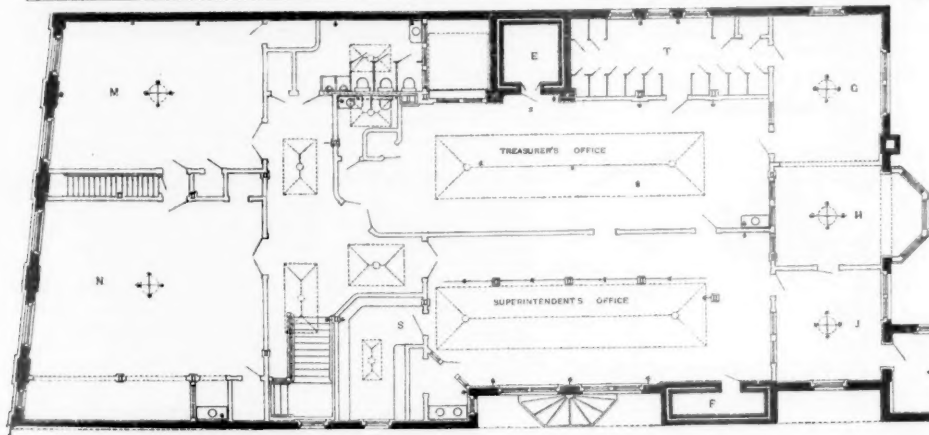 M
E
T
G
TREASURER'S OFFICE
H
N
SUPERINTENDENT'S OFFICE
S
J
F